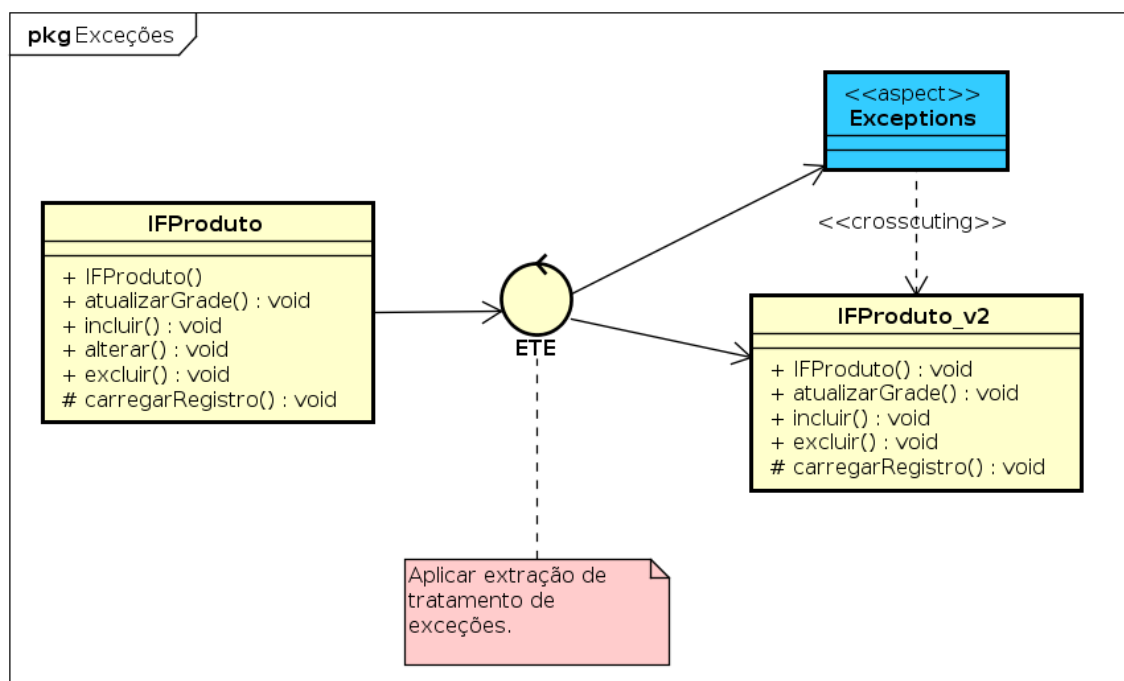 pkg Exceções
<<aspect>>
Exceptions
<<crosscuting>>
IFProduto
+ IFProduto()
+ atualizarGrade() : void
+ incluir() : void
+ alterar() : void
+ excluir() : void
# carregarRegistro() : void
ETE
IFProduto_v2
+ IFProduto() : void
+ atualizarGrade() : void
+ incluir() : void
+ excluir() : void
# carregarRegistro() : void
Aplicar extração de
tratamento de
exceções.